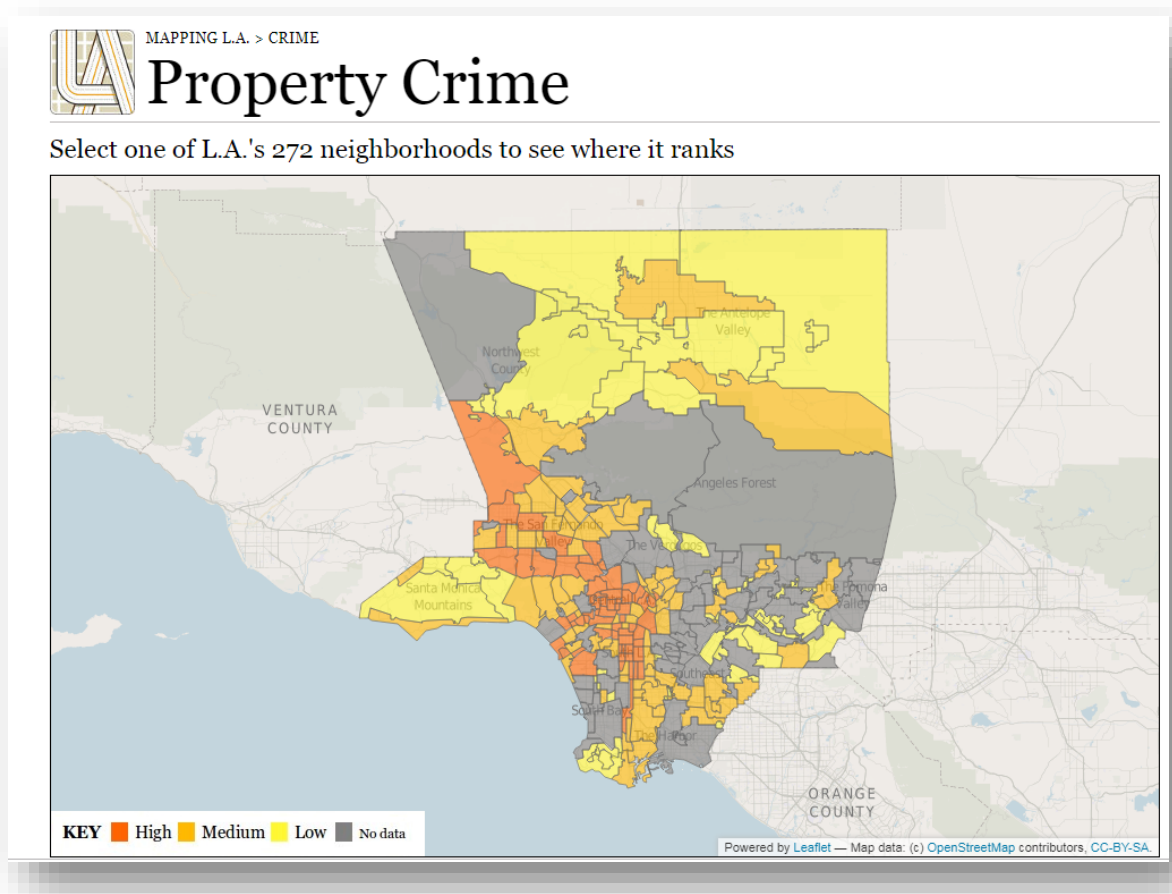 MAPPING L.A. > CRIME
Property Crime
Select one of L.A.'s 272 neighborhoods to see where it ranks
The Antelope
Valley
Northwest
County
VENTURA
COUNTY
Angeles Forest
The San Fernando
Valley
The Verdugos
Santa Monica
Mountains
The Pomona
Valley
Southeast
South Bay
The Harbor
ORANGE
COUNTY
KEY High Medium Low No data
Powered by Leaflet — Map data: (c) OpenStreetMap contributors, CC-BY-SA.